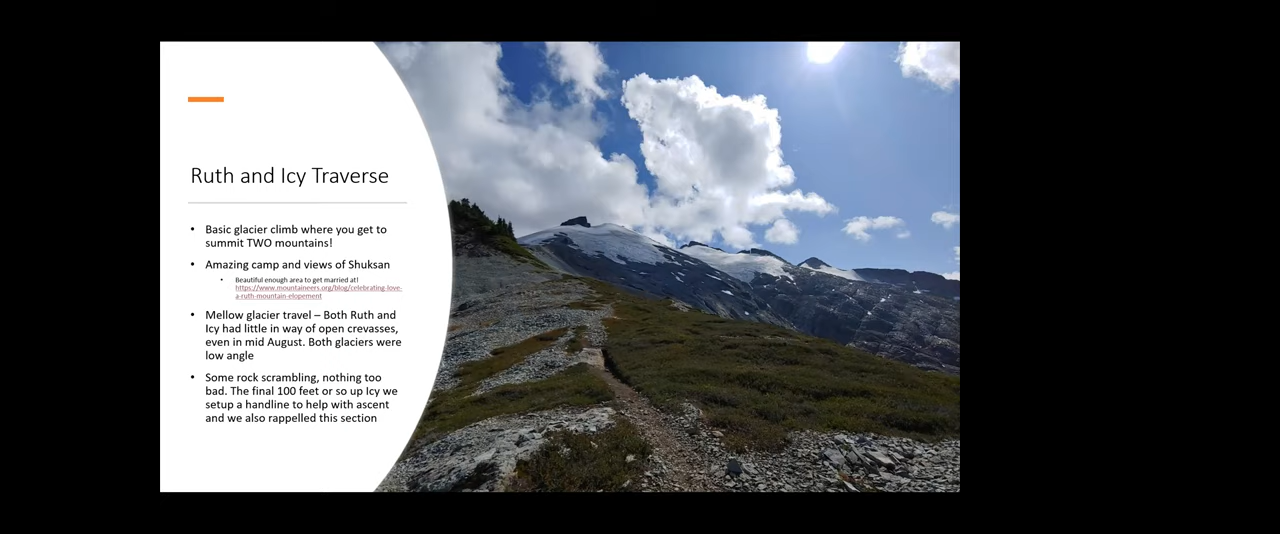 Ruth and Icy Traverse
• Basic glacier climb where you get to
summit TWO mountains!
• Amazing camp and views of Shuksan
• Beautiful enough area to get married at!
https://www.mountaineers.org/blog/celebrating-love-
a-ruth-mountain-elopement
• Mellow glacier travel – Both Ruth and
Icy had little in way of open crevasses,
even in mid August. Both glaciers were
low angle
• Some rock scrambling, nothing too
bad. The final 100 feet or so up Icy we
setup a handline to help with ascent
and we also rappelled this section